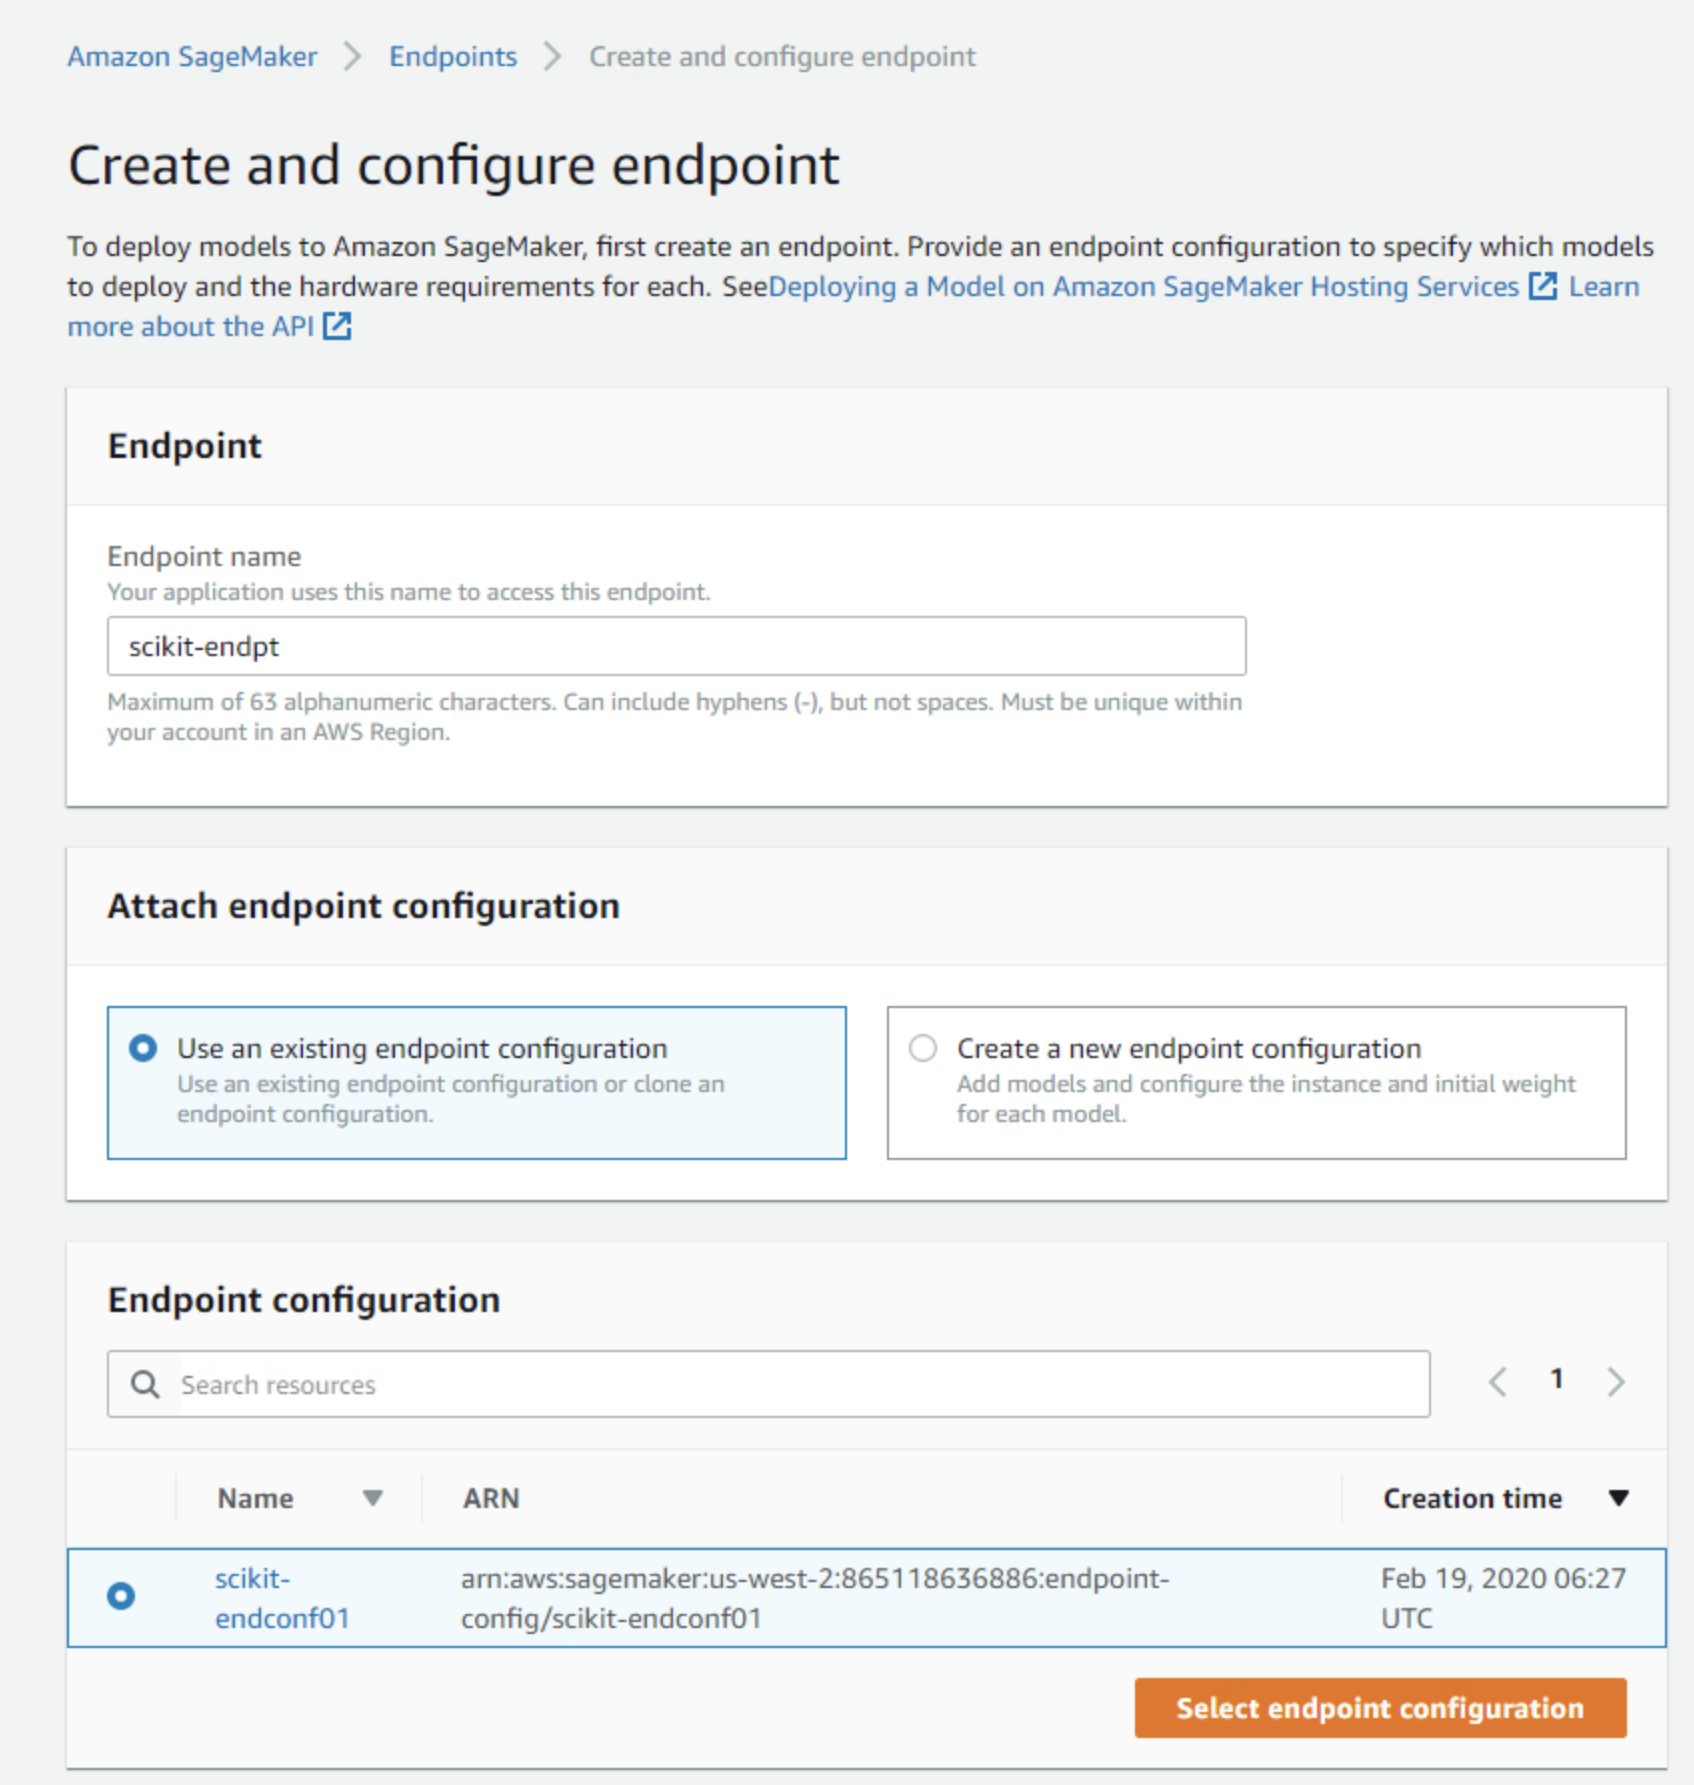 Amazon SageMaker > Endpoints > Create and configure endpoint
Create and configure endpoint
To deploy models to Amazon SageMaker, first create an endpoint. Provide an endpoint configuration to specify which models
to deploy and the hardware requirements for each. SeeDeploying a Model on Amazon SageMaker Hosting Services Learn
more about the API
Endpoint
Endpoint name
Your application uses this name to access this endpoint.
scikit-endpt
Maximum of 63 alphanumeric characters. Can include hyphens (-), but not spaces. Must be unique within
your account in an AWS Region.
Attach endpoint configuration
Use an existing endpoint configuration
Use an existing endpoint configuration or clone an
endpoint configuration.
Create a new endpoint configuration
Add models and configure the instance and initial weight
for each model.
Endpoint configuration
Search resources
1
Name ARN Creation time
scikit-
endconf01
arn:aws:sagemaker:us-west-2:865118636886:endpoint-
config/scikit-endconf01
Feb 19, 2020 06:27
UTC
Select endpoint configuration